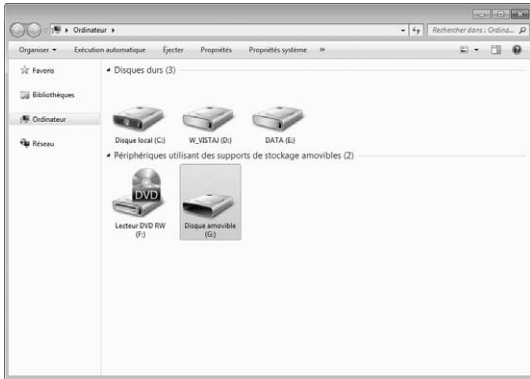 Ordinateur
Rechercher dans : Ordina...
Organiser Exécution automatique Éjecter Propriétés Propriétés système »
Favoris
Bibliothèques
Ordinateur
Réseau
Disques durs (3)
Disque local (C:) W_VISTAJ (D:) DATA (E:)
Périphériques utilisant des supports de stockage amovibles (2)
DVD
Lecteur DVD RW Disque amovible
(F:) (G:)